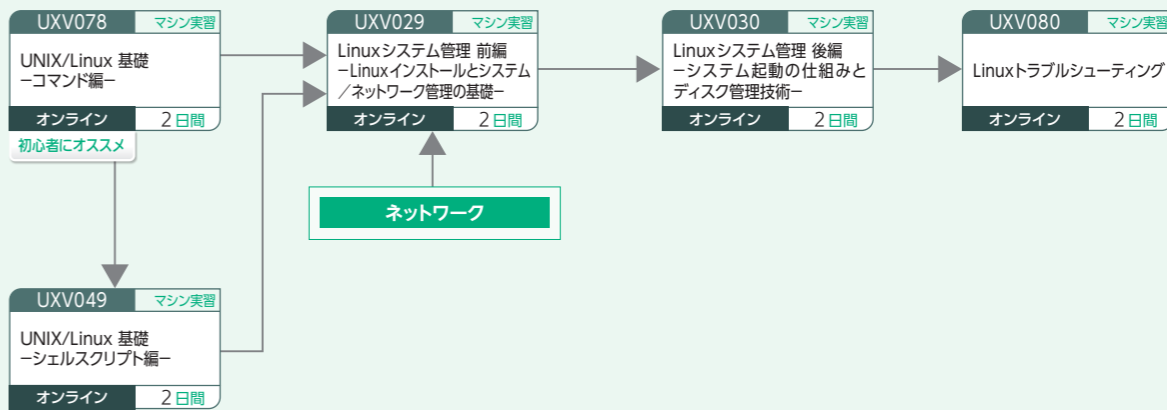 UXV078 マシン実習
UNIX/Linux 基礎
−コマンド編−
オンライン 2日間
初心者にオススメ
UXV029 マシン実習
Linuxシステム管理 前編
−Linuxインストールとシステム
／ネットワーク管理の基礎−
オンライン 2日間
UXV030 マシン実習
Linuxシステム管理 後編
−システム起動の仕組みと
ディスク管理技術−
オンライン 2日間
UXV080 マシン実習
Linuxトラブルシューティング
オンライン 2日間
ネットワーク
UXV049 マシン実習
UNIX/Linux 基礎
−シェルスクリプト編−
オンライン 2日間